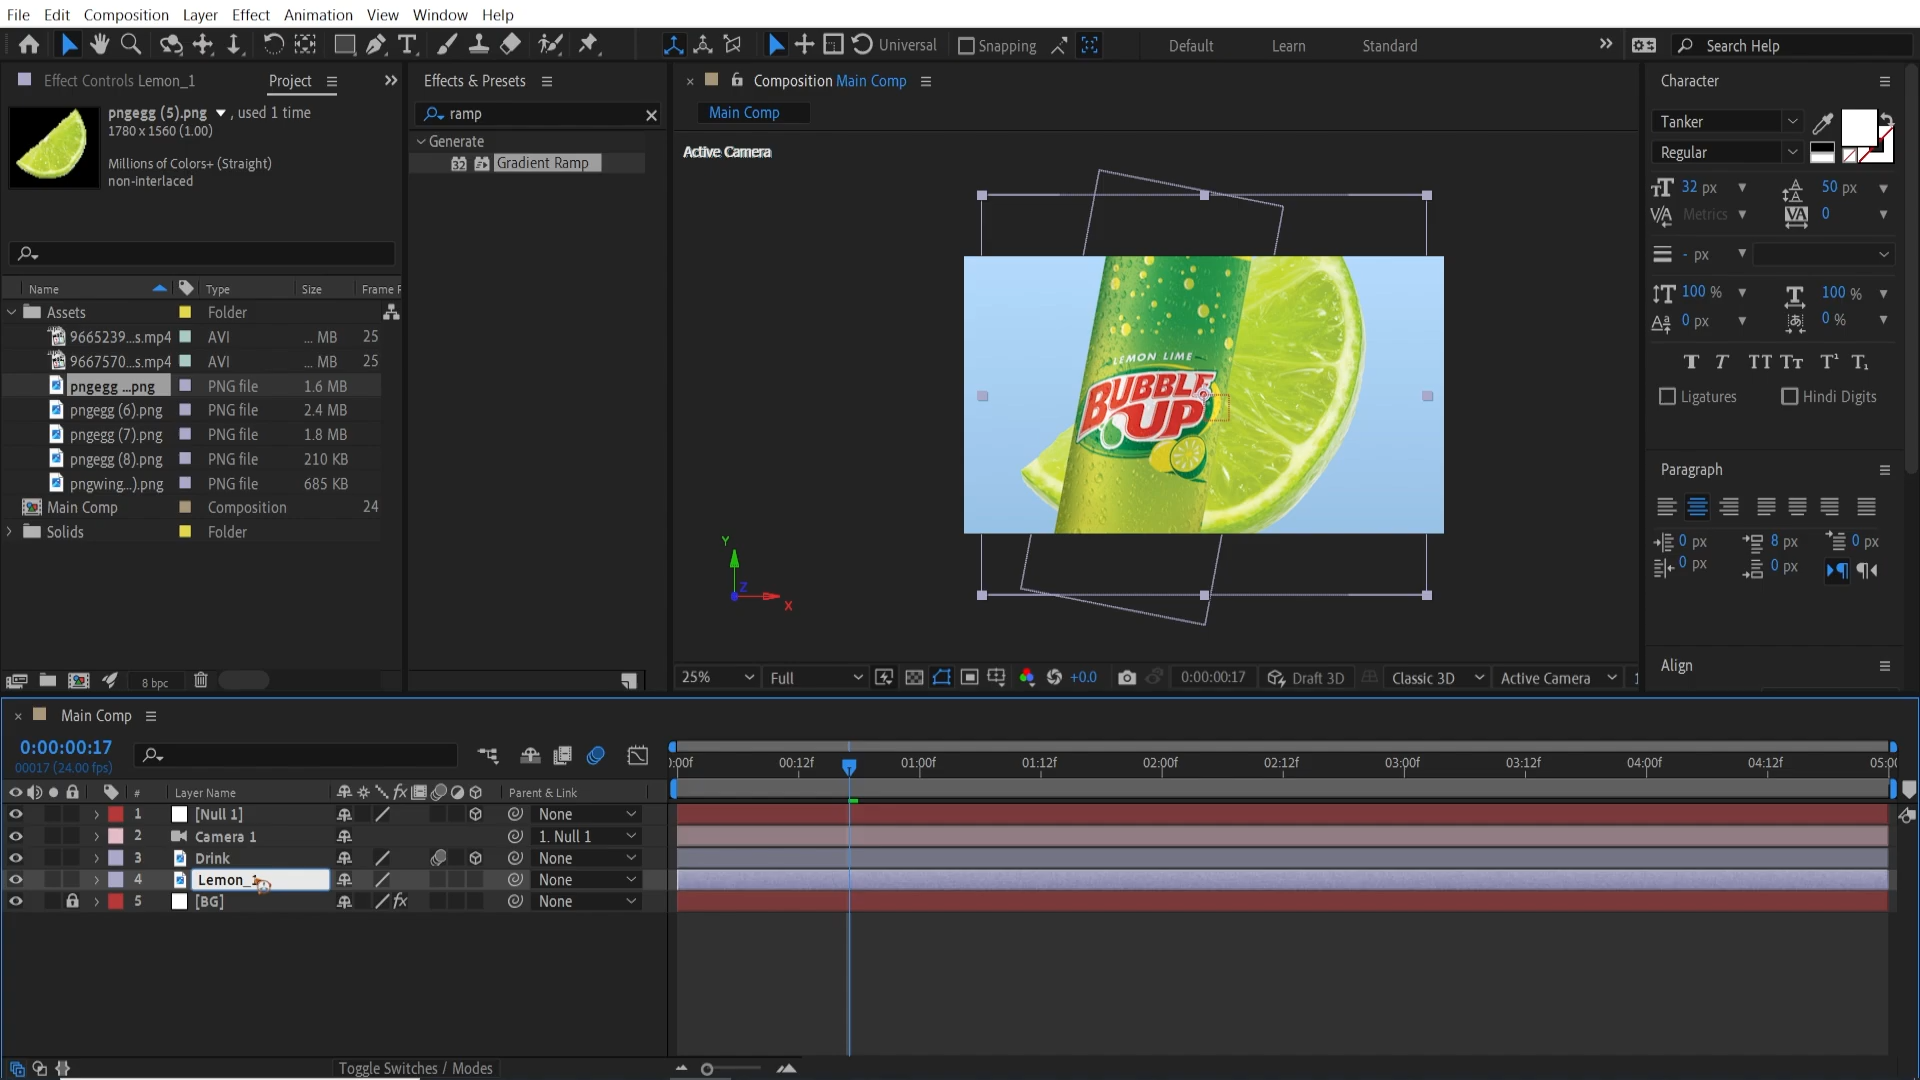 File Edit Composition Layer Effect Animation View Window Help
Universal Snapping Default Learn Standard Search Help
Effect Controls Lemon_1 Project
pngegg (5).png , used 1 time
1780 x 1560 (1.00)
Millions of Colors+ (Straight)
non-interlaced
Name Type Size Frame R
Assets Folder
9665239...s.mp4 AVI ... MB 25
9667570...s.mp4 AVI ... MB 25
pngegg ...png PNG file 1.6 MB
pngegg (6).png PNG file 2.4 MB
pngegg (7).png PNG file 1.8 MB
pngegg (8).png PNG file 210 KB
pngwing...).png PNG file 685 KB
Main Comp Composition 24
Solids Folder
8 bpc
Effects & Presets
ramp
Generate
32 Gradient Ramp
Composition Main Comp
Main Comp
Active Camera
LEMON LIME
BUBBLE
UP
Y
Z
X
25% Full +0.0 0:00:00:17 Draft 3D Classic 3D Active Camera 1
Character
Tanker
Regular
32 px 50 px
Metrics 0
- px
100 % 100 %
0 px 0 %
Ligatures Hindi Digits
Paragraph
0 px 8 px 0 px
0 px 0 px
Align
Main Comp
0:00:00:17
00017 (24.00 fps)
# Layer Name Parent & Link
1 [Null 1] None
2 Camera 1 1. Null 1
3 Drink None
4 Lemon_1 None
5 [BG] None
):00f 00:12f 01:00f 01:12f 02:00f 02:12f 03:00f 03:12f 04:00f 04:12f 05:00
Toggle Switches / Modes